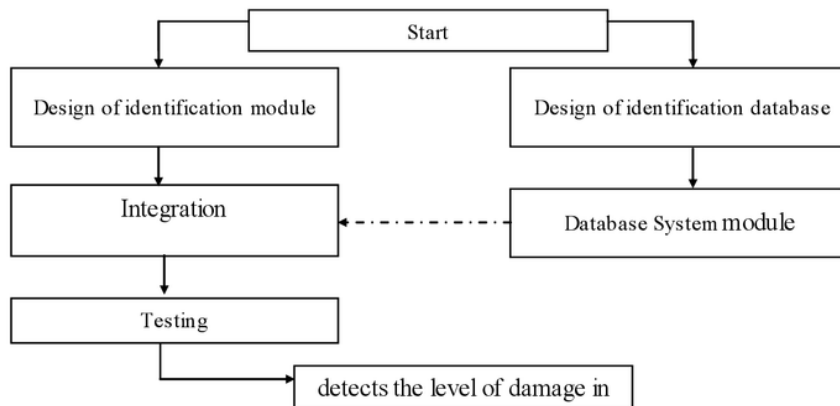 Start
Design of identification module
Design of identification database
Integration
Database System module
Testing
detects the level of damage in